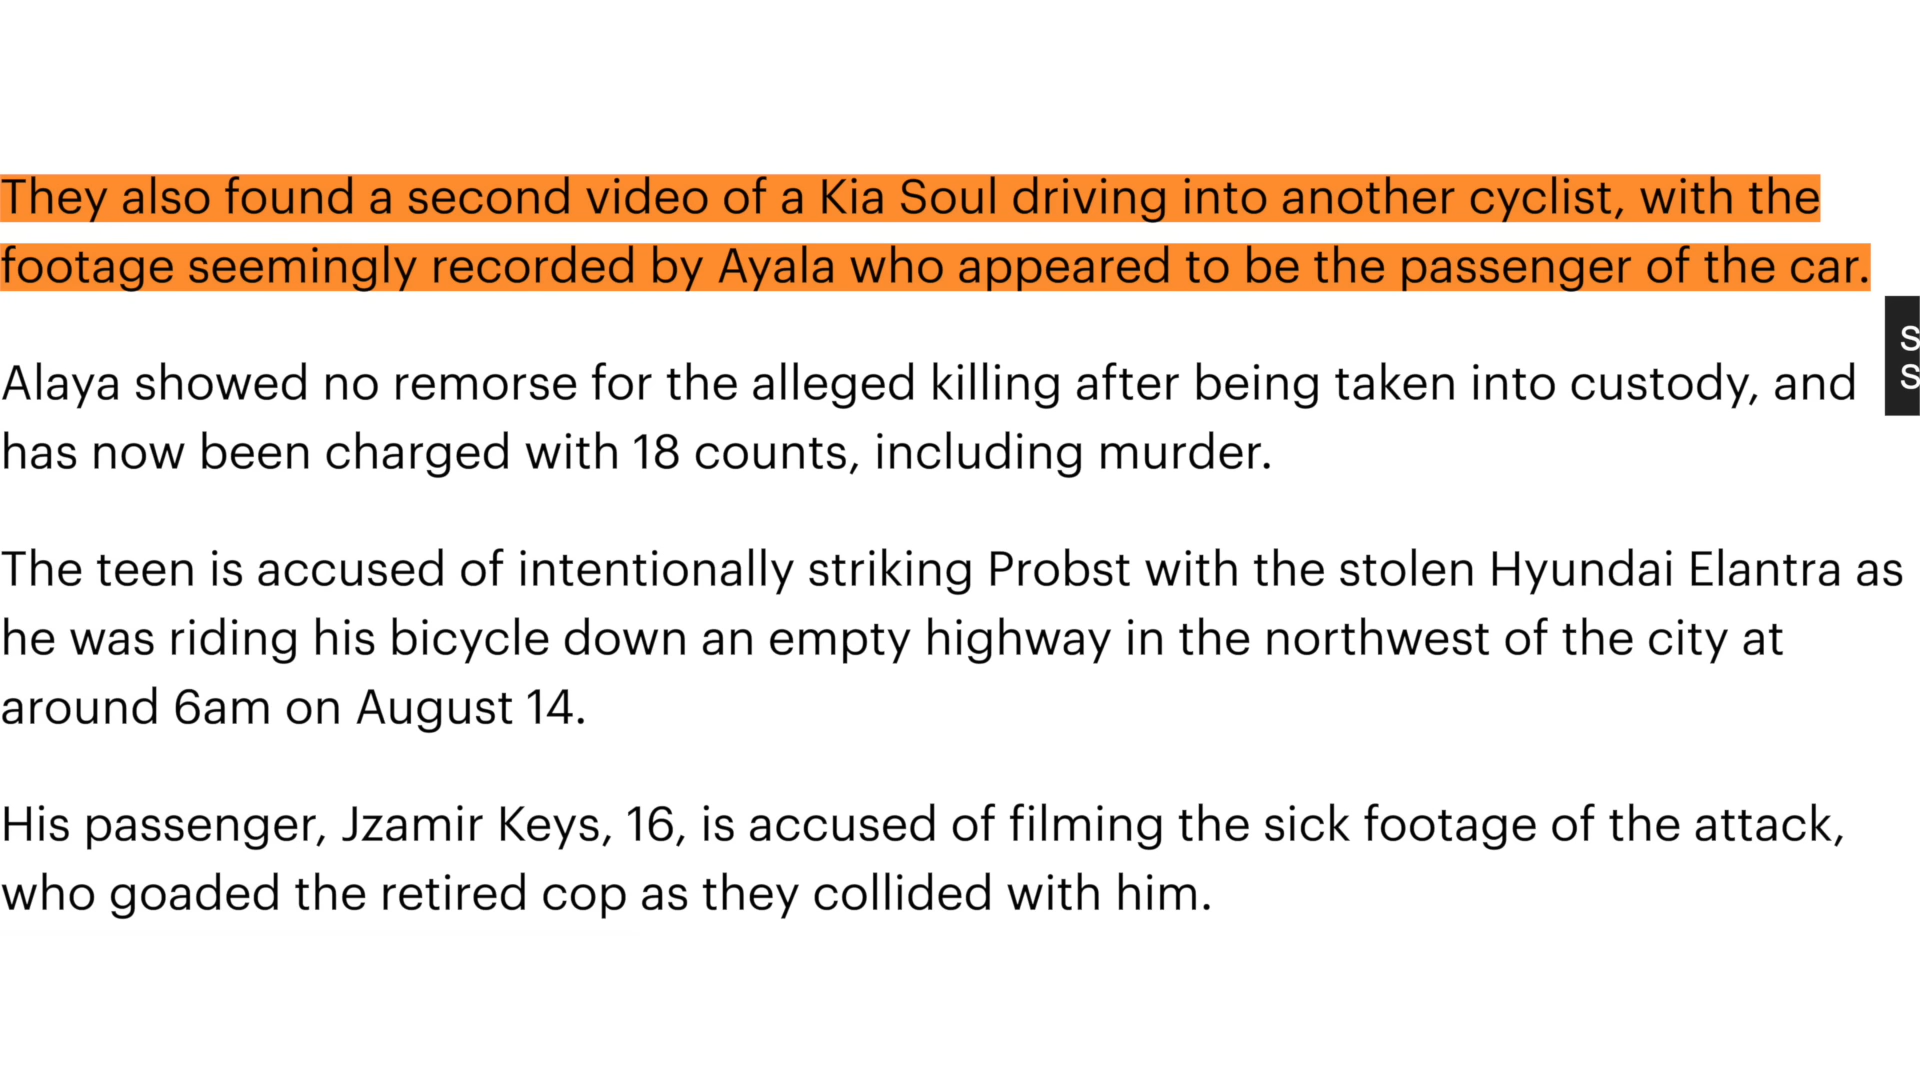 They also found a second video of a Kia Soul driving into another cyclist, with the
footage seemingly recorded by Ayala who appeared to be the passenger of the car.
S
S
Alaya showed no remorse for the alleged killing after being taken into custody, and
has now been charged with 18 counts, including murder.
The teen is accused of intentionally striking Probst with the stolen Hyundai Elantra as
he was riding his bicycle down an empty highway in the northwest of the city at
around 6am on August 14.
His passenger, Jzamir Keys, 16, is accused of filming the sick footage of the attack,
who goaded the retired cop as they collided with him.